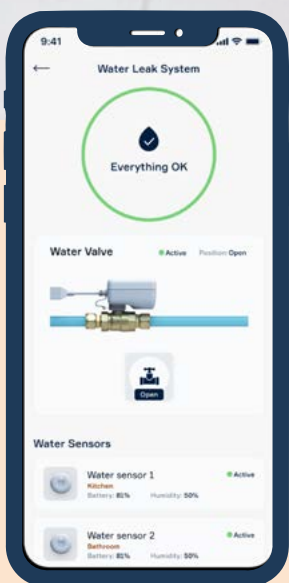 9:41
Water Leak System
Everything OK
Water Valve Active Position: Open
Open
Water Sensors
Water sensor 1 Active
Kitchen
Battery: 81% Humidity: 50%
Water sensor 2 Active
Bathroom
Battery: 81% Humidity: 50%